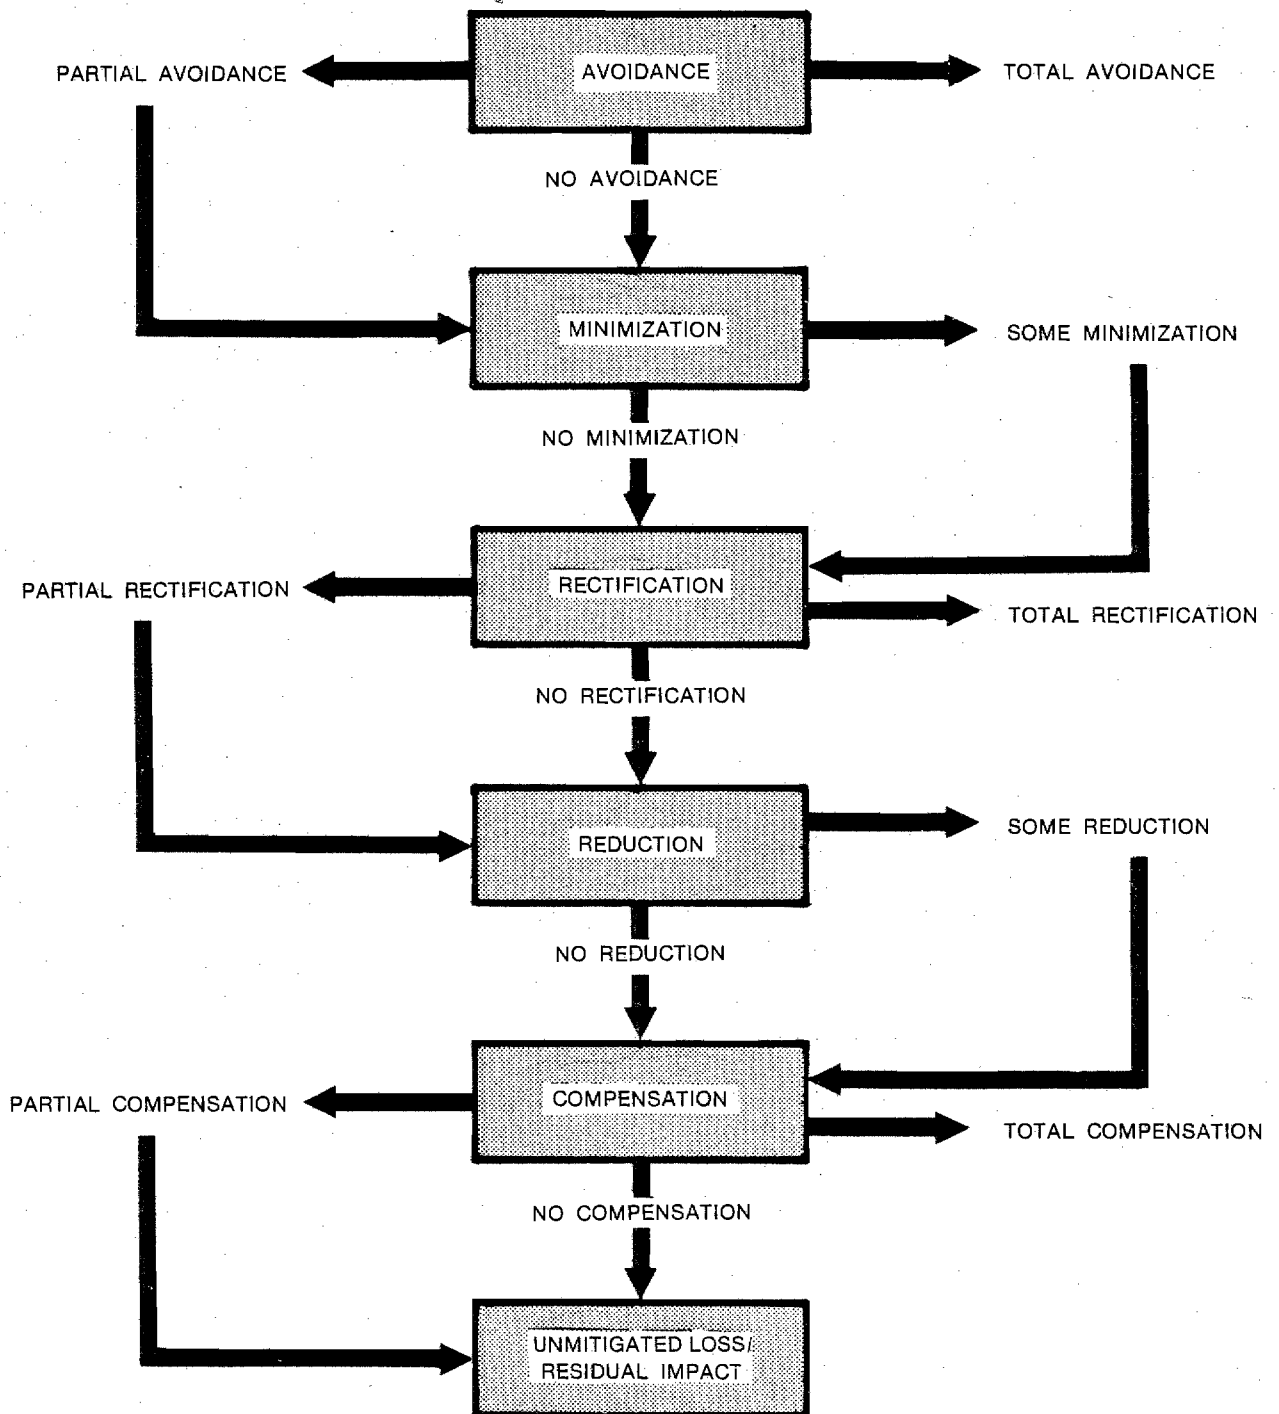 PARTIAL AVOIDANCE
AVOIDANCE
TOTAL AVOIDANCE
NO AVOIDANCE
MINIMIZATION
SOME MINIMIZATION
NO MINIMIZATION
RECTIFICATION
PARTIAL RECTIFICATION
TOTAL RECTIFICATION
NO RECTIFICATION
REDUCTION
SOME REDUCTION
NO REDUCTION
COMPENSATION
PARTIAL COMPENSATION
TOTAL COMPENSATION
NO COMPENSATION
UNMITIGATED LOSS/
RESIDUAL IMPACT